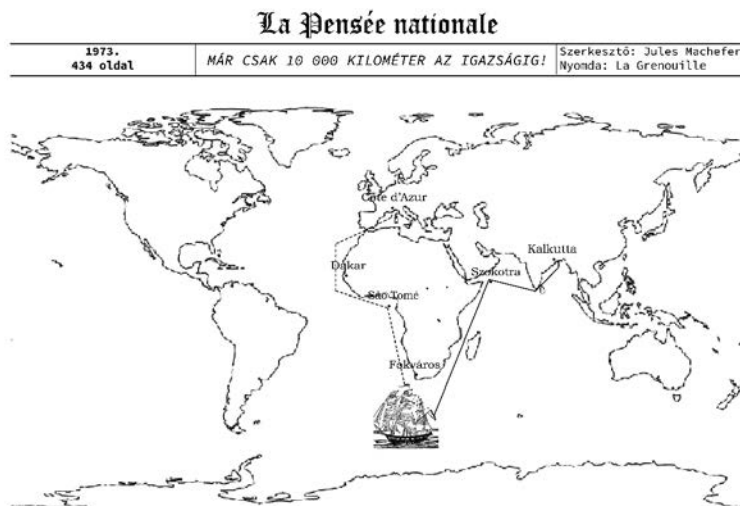 La Pensée nationale
1973.
434 oldal
MÁR CSAK 10 000 KILOMÉTER AZ IGAZSÁGIG!
Szerkesztő: Jules Machefer
Nyomda: La Grenouille
Côte d'Azur
Kalkutta
Dakar
Szokotra
São Tomé
Fokváros